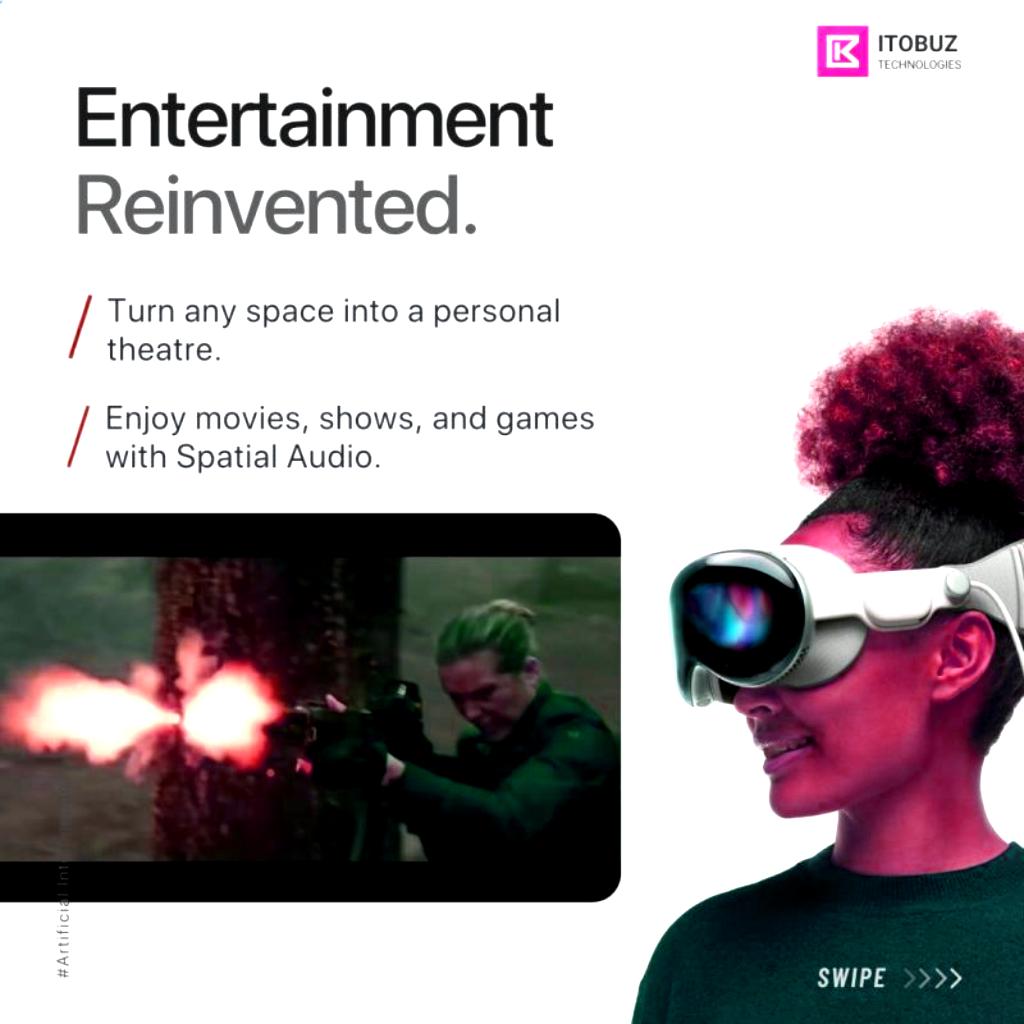 ITOBUZ
TECHNOLOGIES
Entertainment
Reinvented.
Turn any space into a personal
theatre.
Enjoy movies, shows, and games
with Spatial Audio.
#Artificial Int
SWIPE >>>>